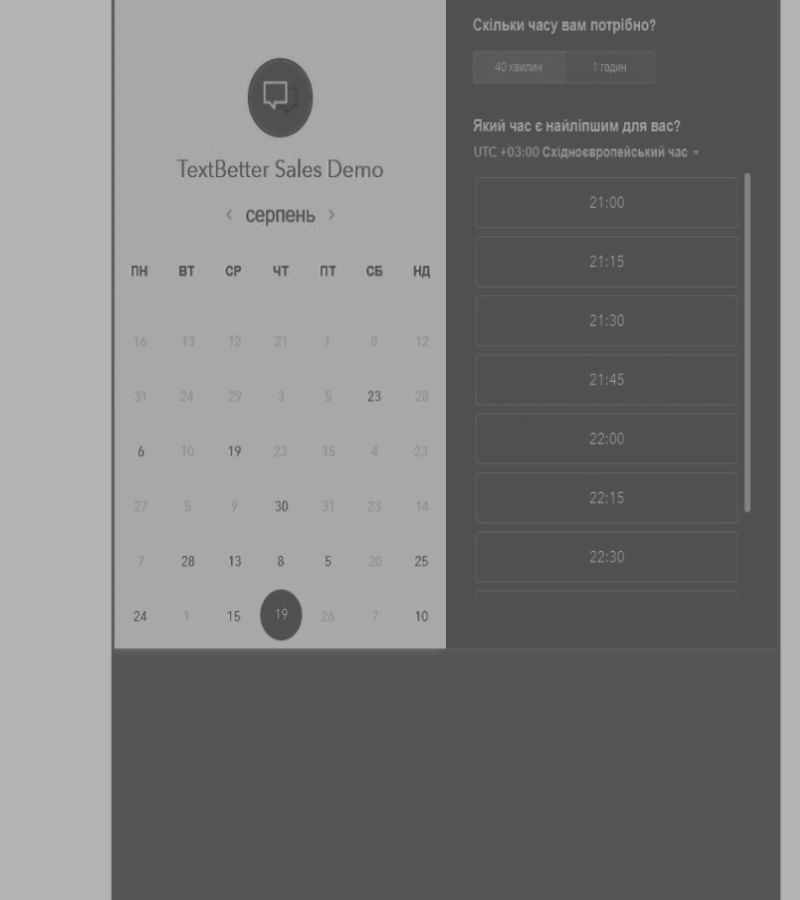 TextBetter Sales Demo
‹ серпень ›
ПН ВТ СР ЧТ ПТ СБ НД
16 13 12 21 1 8 12
31 24 29 3 5 23 28
6 10 19 23 15 4 23
27 5 9 30 31 23 14
7 28 13 8 5 20 25
24 1 15 19 26 7 10
Скільки часу вам потрібно?
40 хвилин 1 годин
Який час є найліпшим для вас?
UTC +03:00 Східноєвропейський час
21:00
21:15
21:30
21:45
22:00
22:15
22:30